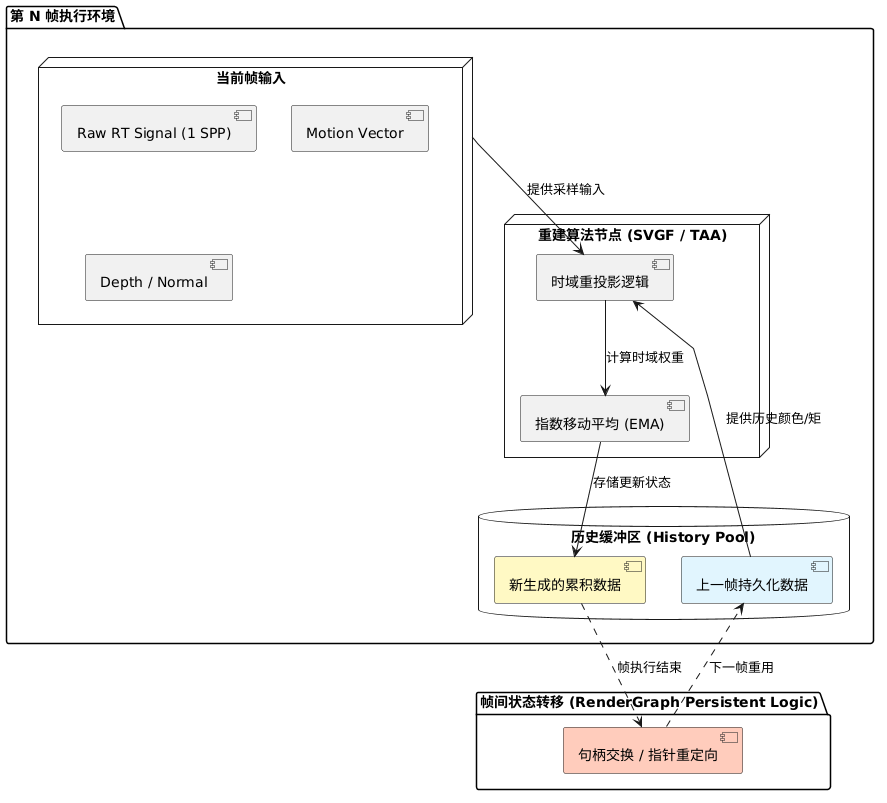 第 N 帧执行环境
当前帧输入
Raw RT Signal (1 SPP)
Motion Vector
Depth / Normal
提供采样输入
重建算法节点 (SVGF / TAA)
时域重投影逻辑
计算时域权重
指数移动平均 (EMA)
提供历史颜色/矩
存储更新状态
历史缓冲区 (History Pool)
新生成的累积数据
上一帧持久化数据
帧执行结束
下一帧重用
帧间状态转移 (RenderGraph Persistent Logic)
句柄交换 / 指针重定向